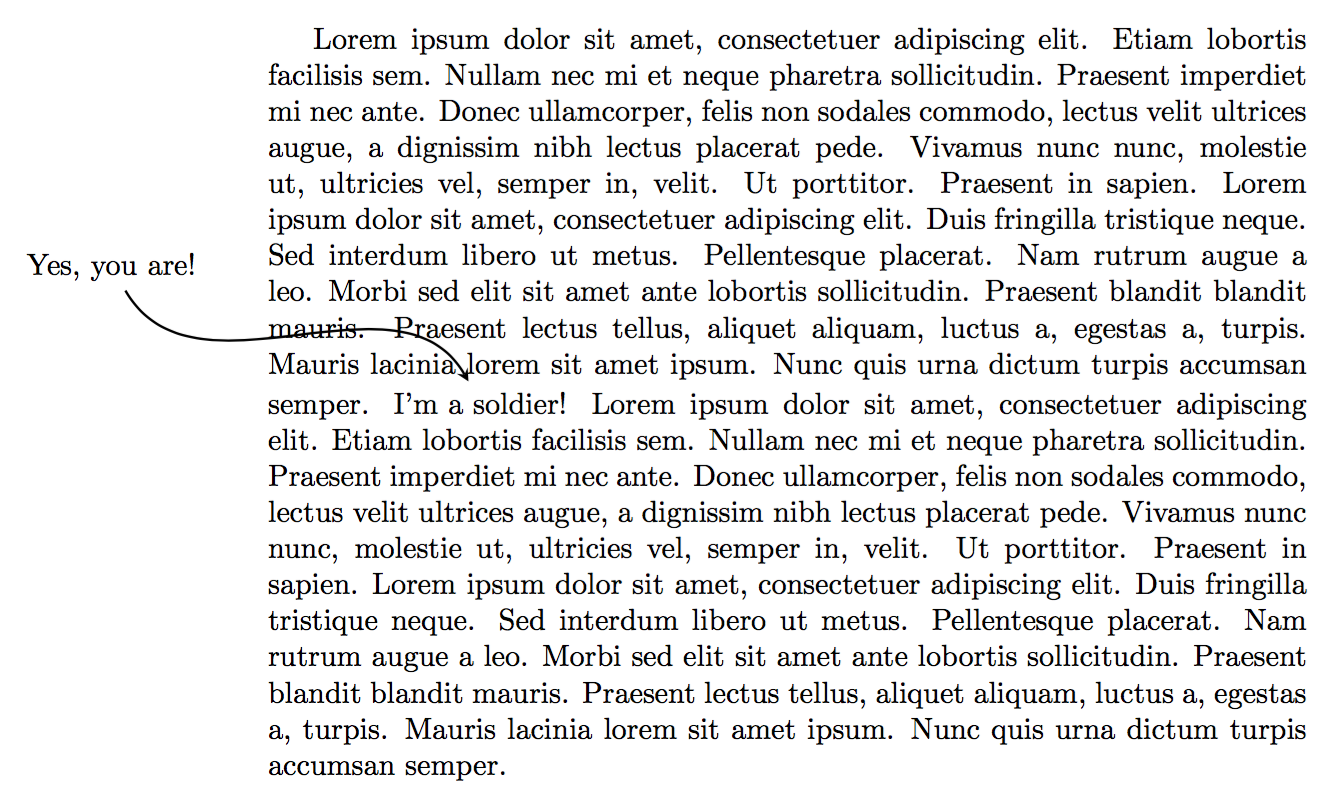 Lorem ipsum dolor sit amet, consectetuer adipiscing elit. Etiam lobortis
facilisis sem. Nullam nec mi et neque pharetra sollicitudin. Praesent imperdiet
mi nec ante. Donec ullamcorper, felis non sodales commodo, lectus velit ultrices
augue, a dignissim nibh lectus placerat pede. Vivamus nunc nunc, molestie
ut, ultricies vel, semper in, velit. Ut porttitor. Praesent in sapien. Lorem
ipsum dolor sit amet, consectetuer adipiscing elit. Duis fringilla tristique neque.
Sed interdum libero ut metus. Pellentesque placerat. Nam rutrum augue a
Yes, you are!
leo. Morbi sed elit sit amet ante lobortis sollicitudin. Praesent blandit blandit
mauris. Praesent lectus tellus, aliquet aliquam, luctus a, egestas a, turpis.
Mauris lacinia lorem sit amet ipsum. Nunc quis urna dictum turpis accumsan
semper. I'm a soldier! Lorem ipsum dolor sit amet, consectetuer adipiscing
elit. Etiam lobortis facilisis sem. Nullam nec mi et neque pharetra sollicitudin.
Praesent imperdiet mi nec ante. Donec ullamcorper, felis non sodales commodo,
lectus velit ultrices augue, a dignissim nibh lectus placerat pede. Vivamus nunc
nunc, molestie ut, ultricies vel, semper in, velit. Ut porttitor. Praesent in
sapien. Lorem ipsum dolor sit amet, consectetuer adipiscing elit. Duis fringilla
tristique neque. Sed interdum libero ut metus. Pellentesque placerat. Nam
rutrum augue a leo. Morbi sed elit sit amet ante lobortis sollicitudin. Praesent
blandit blandit mauris. Praesent lectus tellus, aliquet aliquam, luctus a, egestas
a, turpis. Mauris lacinia lorem sit amet ipsum. Nunc quis urna dictum turpis
accumsan semper.